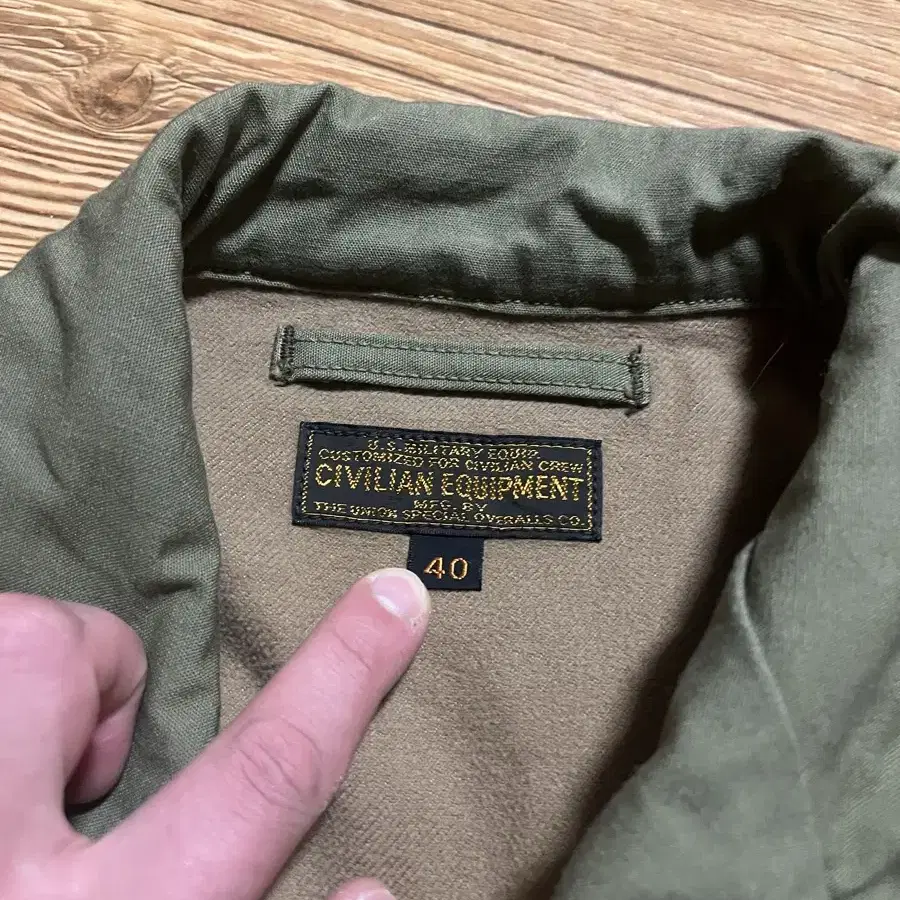 U.S. MILITARY EQUIP.
CUSTOMIZED FOR CIVILIAN CREW
CIVILIAN EQUIPMENT
MFG. BY
THE UNION SPECIAL OVERALLS CO.
40